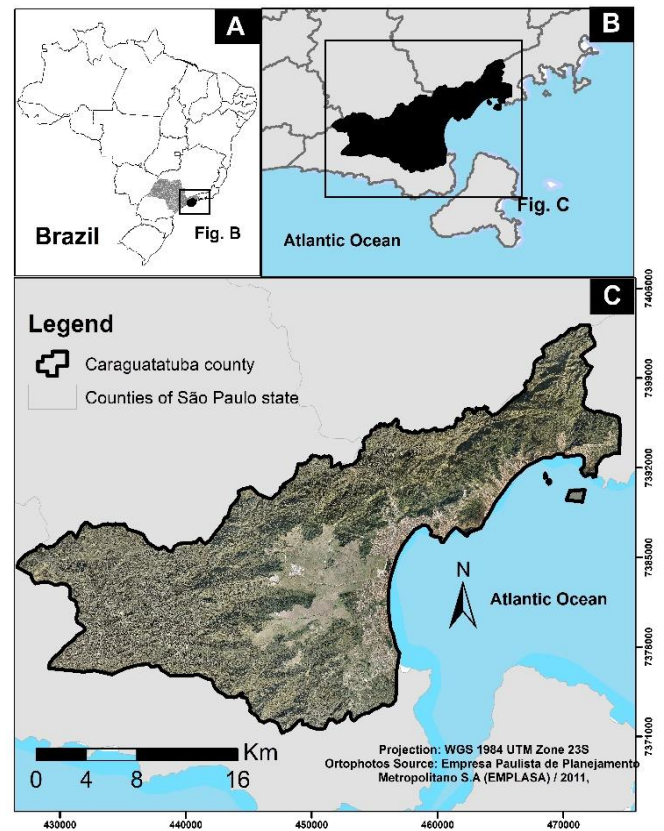 A
Brazil
Fig. B
B
Fig. C
Atlantic Ocean
C
Legend
Caraguatatuba county
Counties of São Paulo state
N
Atlantic Ocean
Km
0 4 8 16
Projection: WGS 1984 UTM Zone 23S
Ortophotos Source: Empresa Paulista de Planejamento
Metropolitano S.A (EMPLASA) / 2011,
7406000
7399000
7392000
7385000
7378000
7371000
430000 440000 450000 460000 470000